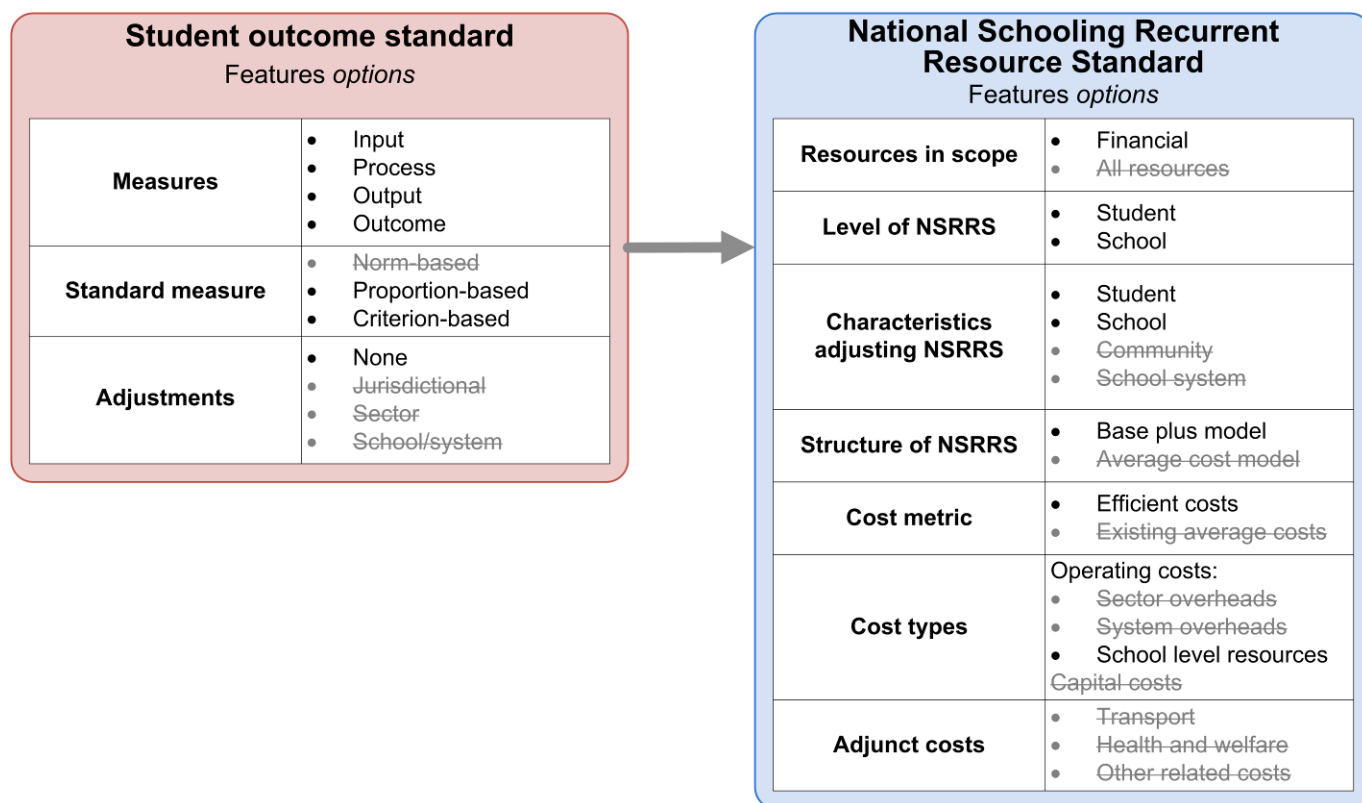 Student outcome standard
Features options
Measures
• Input
• Process
• Output
• Outcome
Standard measure
• Norm-based
• Proportion-based
• Criterion-based
Adjustments
• None
• Jurisdictional
• Sector
• School/system
National Schooling Recurrent
Resource Standard
Features options
Resources in scope
• Financial
• All resources
Level of NSRRS
• Student
• School
Characteristics
adjusting NSRRS
• Student
• School
• Community
• School system
Structure of NSRRS
• Base plus model
• Average cost model
Cost metric
• Efficient costs
• Existing average costs
Cost types
Operating costs:
• Sector overheads
• System overheads
• School level resources
Capital costs
Adjunct costs
• Transport
• Health and welfare
• Other related costs